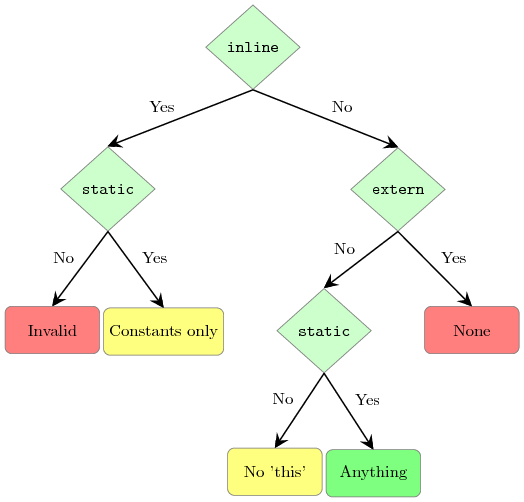 inline
Yes
No
static
extern
No
Yes
No
Yes
Invalid
Constants only
static
None
No
Yes
No 'this'
Anything